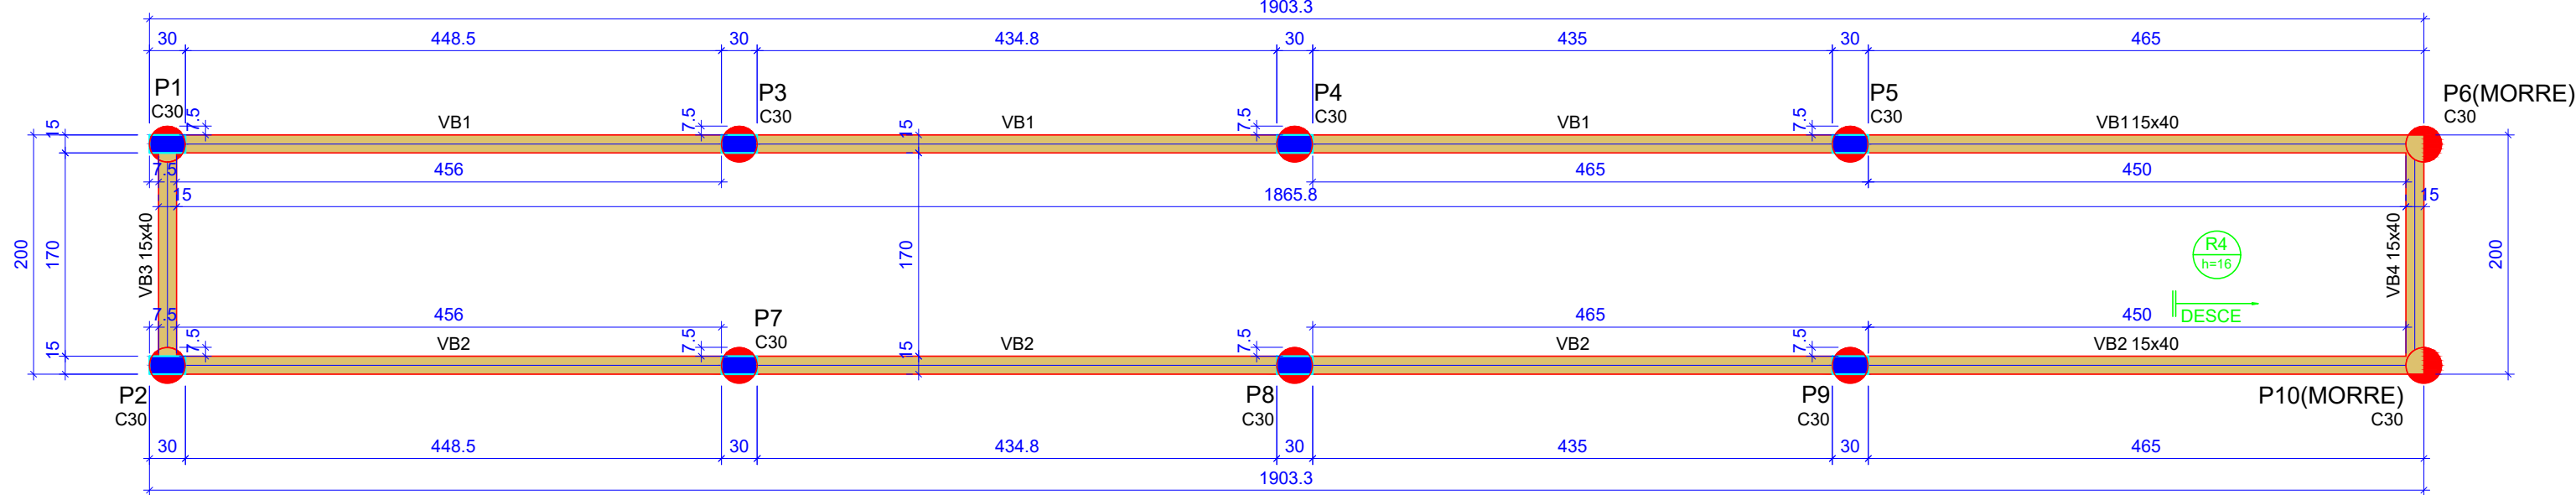 1903.3
30 448.5 30 434.8 30 435 30 465
P1
C30
P3
C30
P4
C30
P5
C30
P6(MORRE)
C30
15 7.5 VB1 7.5 15 VB1 7.5 VB1 7.5 VB115x40
7.5 456 465 450
15 1865.8 15
200 170 VB3 15x40 170 VB4 15x40 200
R4
h=16
DESCE
7.5 456 465 450
15 7.5 VB2 7.5 15 VB2 7.5 VB2 7.5 VB2 15x40
P7
C30
P2
C30
P8
C30
P9
C30
P10(MORRE)
C30
30 448.5 30 434.8 30 435 30 465
1903.3